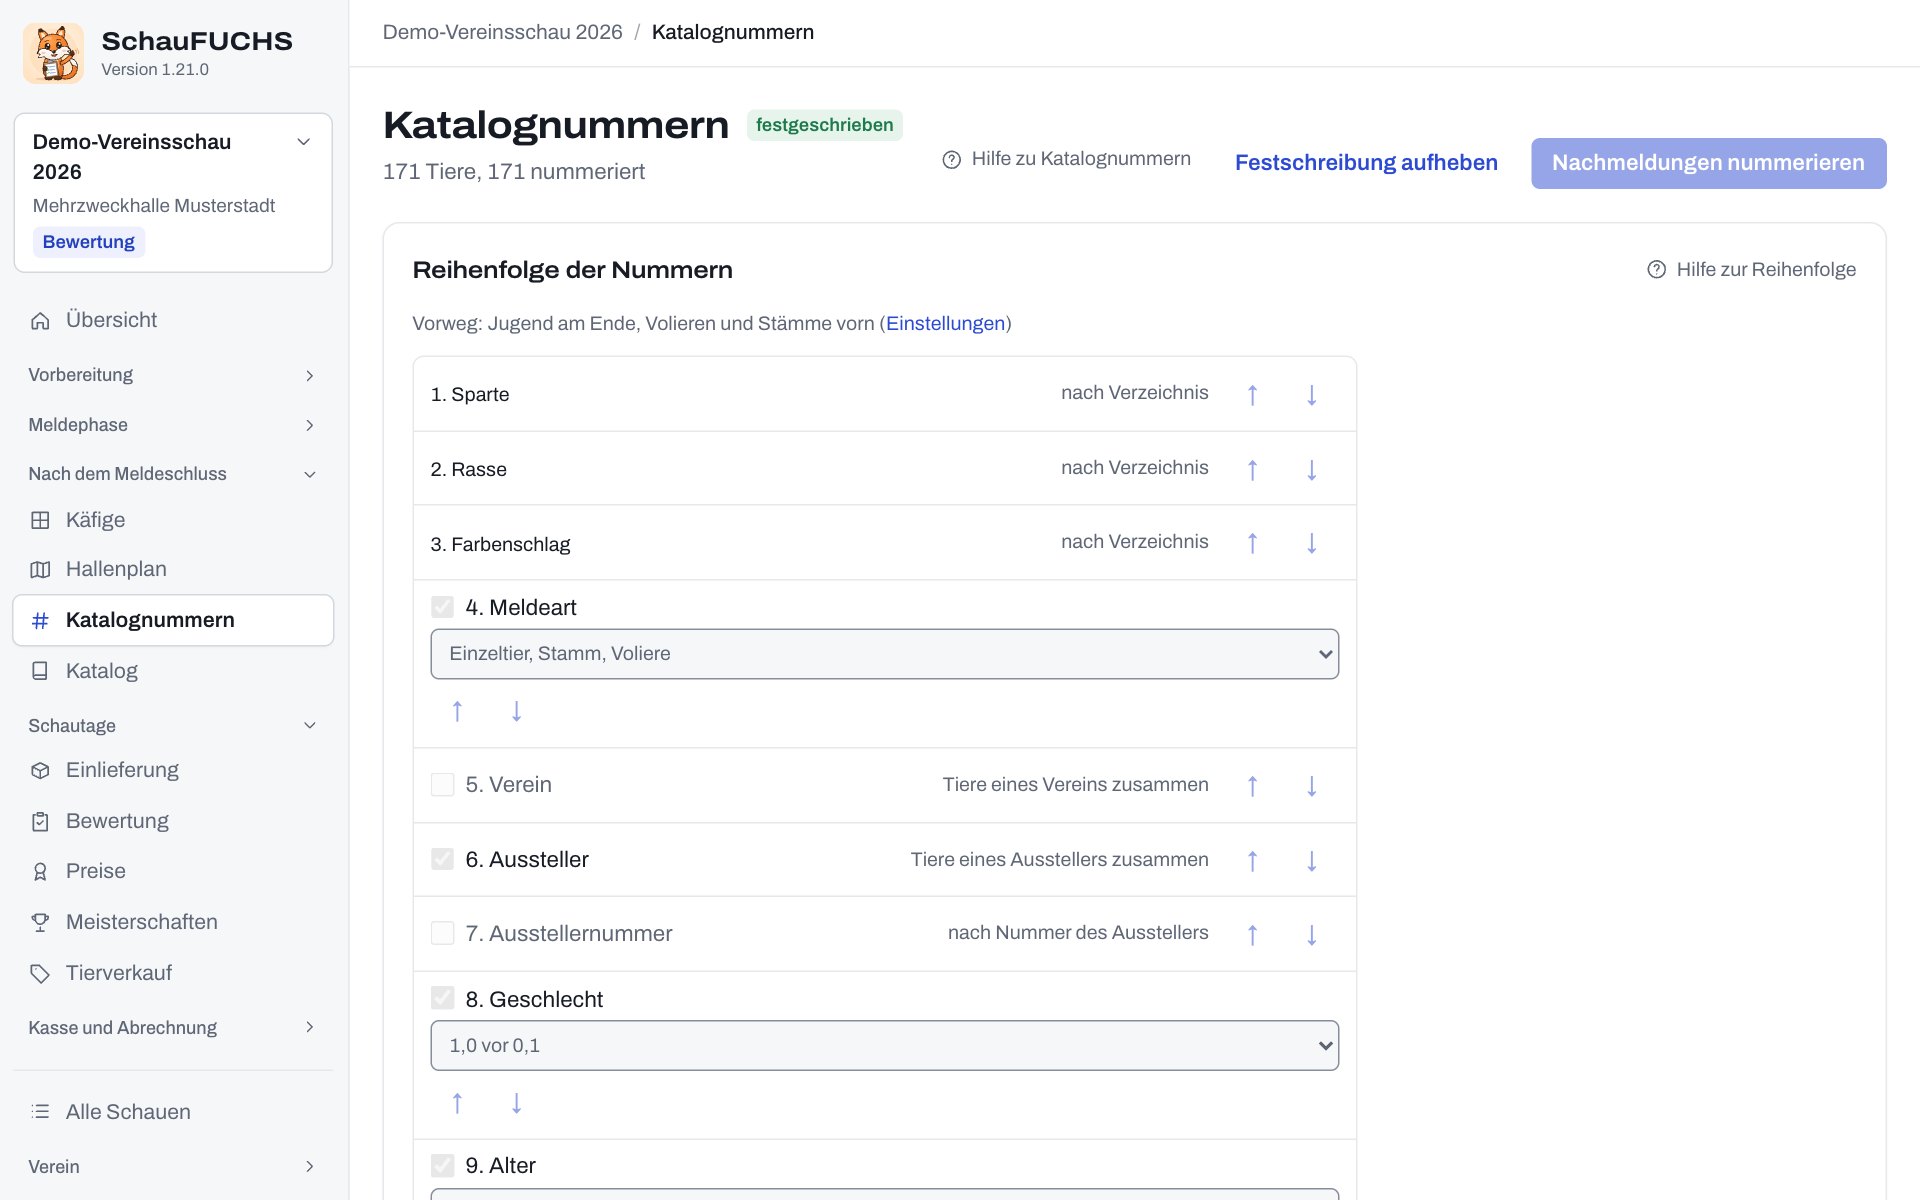 SchauFUCHS
Version 1.21.0
Demo-Vereinsschau 2026
Mehrzweckhalle Musterstadt
Bewertung
Übersicht
Vorbereitung
Meldephase
Nach dem Meldeschluss
Käfige
Hallenplan
Katalognummern
Katalog
Schautage
Einlieferung
Bewertung
Preise
Meisterschaften
Tierverkauf
Kasse und Abrechnung
Alle Schauen
Verein
Demo-Vereinsschau 2026 / Katalognummern
Katalognummern festgeschrieben
171 Tiere, 171 nummeriert
Hilfe zu Katalognummern
Festschreibung aufheben
Nachmeldungen nummerieren
Reihenfolge der Nummern
Hilfe zur Reihenfolge
Vorweg: Jugend am Ende, Volieren und Stämme vorn (Einstellungen)
1. Sparte nach Verzeichnis ↑ ↓
2. Rasse nach Verzeichnis ↑ ↓
3. Farbenschlag nach Verzeichnis ↑ ↓
4. Meldeart
Einzeltier, Stamm, Voliere
↑ ↓
5. Verein Tiere eines Vereins zusammen ↑ ↓
6. Aussteller Tiere eines Ausstellers zusammen ↑ ↓
7. Ausstellernummer nach Nummer des Ausstellers ↑ ↓
8. Geschlecht
1,0 vor 0,1
↑ ↓
9. Alter